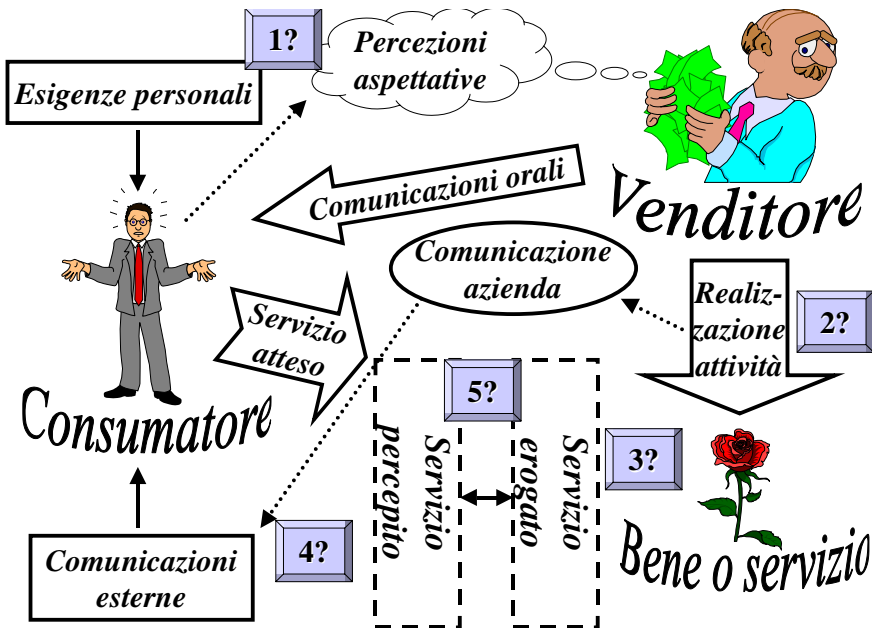 1?
Percezioni
aspettative
Esigenze personali
Comunicazioni orali
Venditore
Comunicazione
azienda
Realiz-
zazione
attività
2?
Servizio
atteso
Consumatore
5?
Servizio
percepito
Servizio
erogato
3?
Bene o servizio
4?
Comunicazioni
esterne